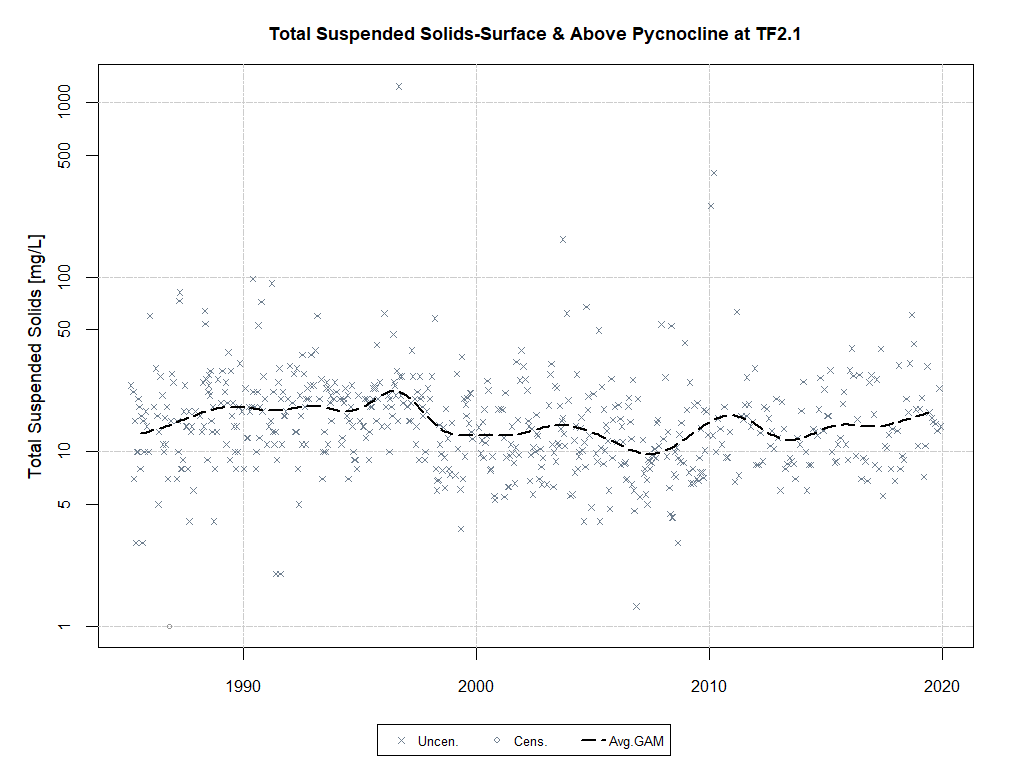 Total Suspended Solids-Surface & Above Pycnocline at TF2.1
Total Suspended Solids [mg/L]
1000
500
100
50
10
5
1
1990 2000 2010 2020
Uncen. Cens. Avg.GAM